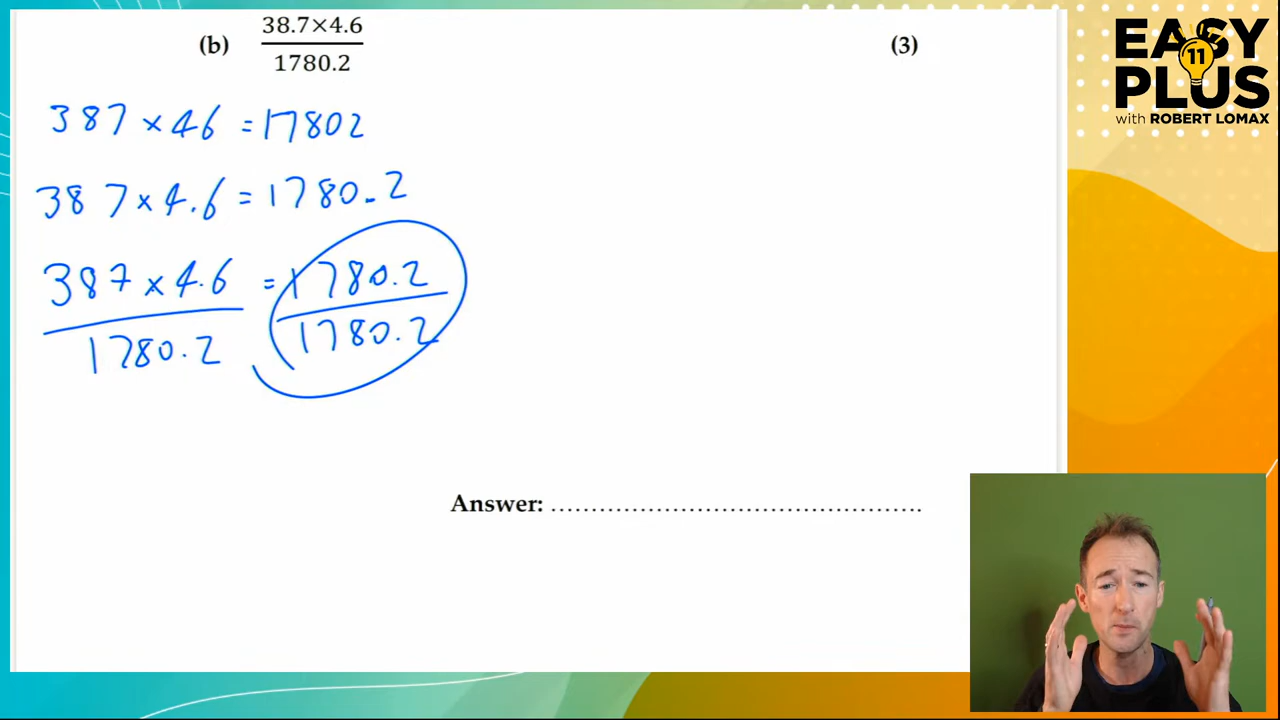 (b) 38.7×4.6 (3)
1780.2
387 × 46 = 17802
387 × 4.6 = 1780.2
387 × 4.6 = 1780.2
1780.2 1780.2
Answer: ..............................................
EASY
11
PLUS
with ROBERT LOMAX